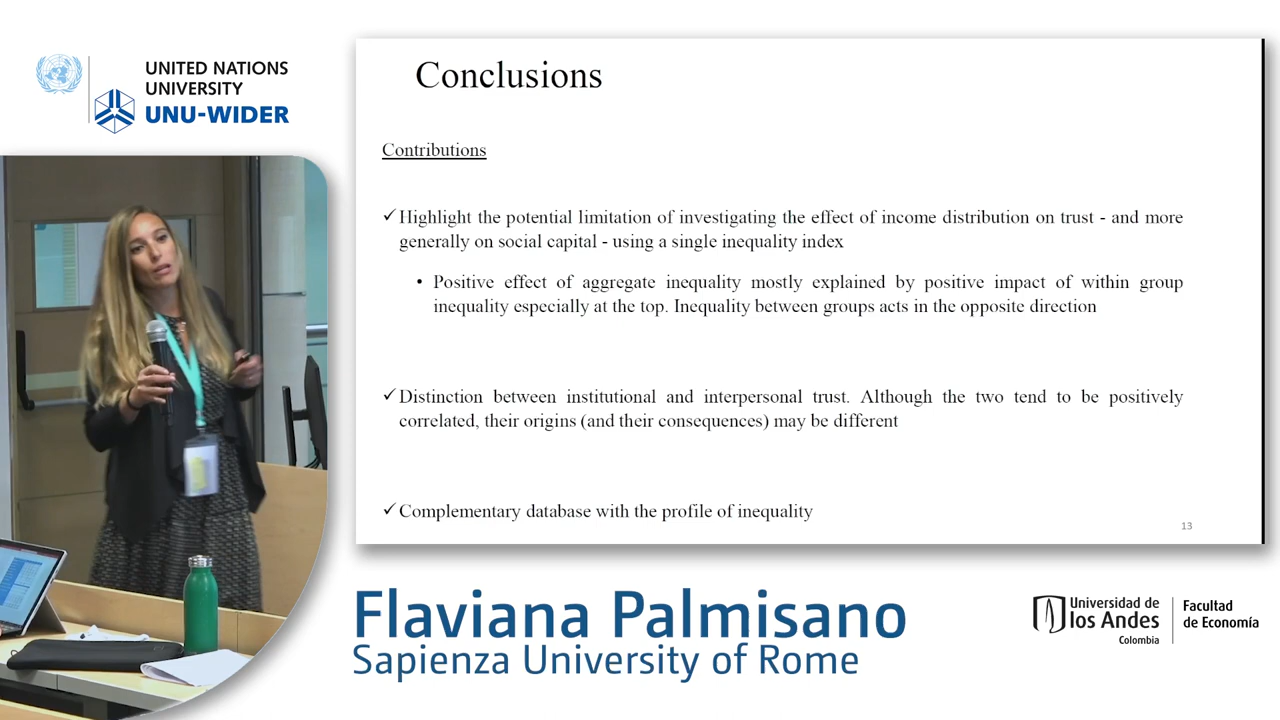 UNITED NATIONS
UNIVERSITY
UNU-WIDER
Conclusions
Contributions
✓Highlight the potential limitation of investigating the effect of income distribution on trust - and more
generally on social capital - using a single inequality index
• Positive effect of aggregate inequality mostly explained by positive impact of within group
inequality especially at the top. Inequality between groups acts in the opposite direction
✓Distinction between institutional and interpersonal trust. Although the two tend to be positively
correlated, their origins (and their consequences) may be different
✓Complementary database with the profile of inequality
13
Flaviana Palmisano
Sapienza University of Rome
Universidad de
los Andes
Colombia
Facultad
de Economía